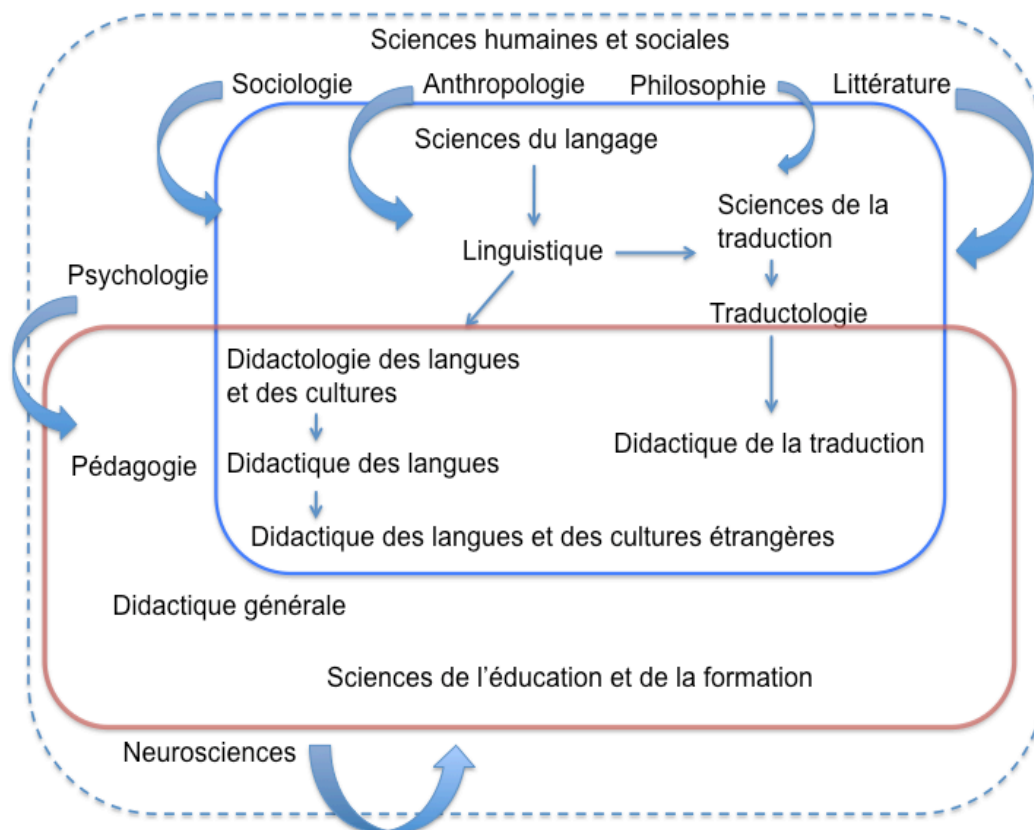 Sciences humaines et sociales
Sociologie
Anthropologie
Philosophie
Littérature
Sciences du langage
Sciences de la
traduction
Linguistique
Psychologie
Traductologie
Didactologie des langues
et des cultures
Didactique de la traduction
Pédagogie
Didactique des langues
Didactique des langues et des cultures étrangères
Didactique générale
Sciences de l’éducation et de la formation
Neurosciences